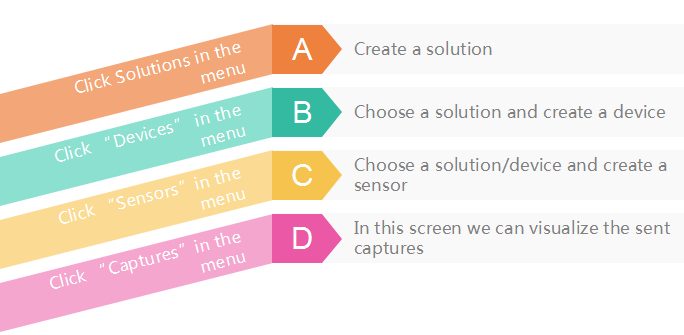 Click Solutions in the
menu
A
Create a solution
Click “Devices” in the
menu
B
Choose a solution and create a device
Click “Sensors” in the
menu
C
Choose a solution/device and create a
sensor
Click “Captures” in the
menu
D
In this screen we can visualize the sent
captures